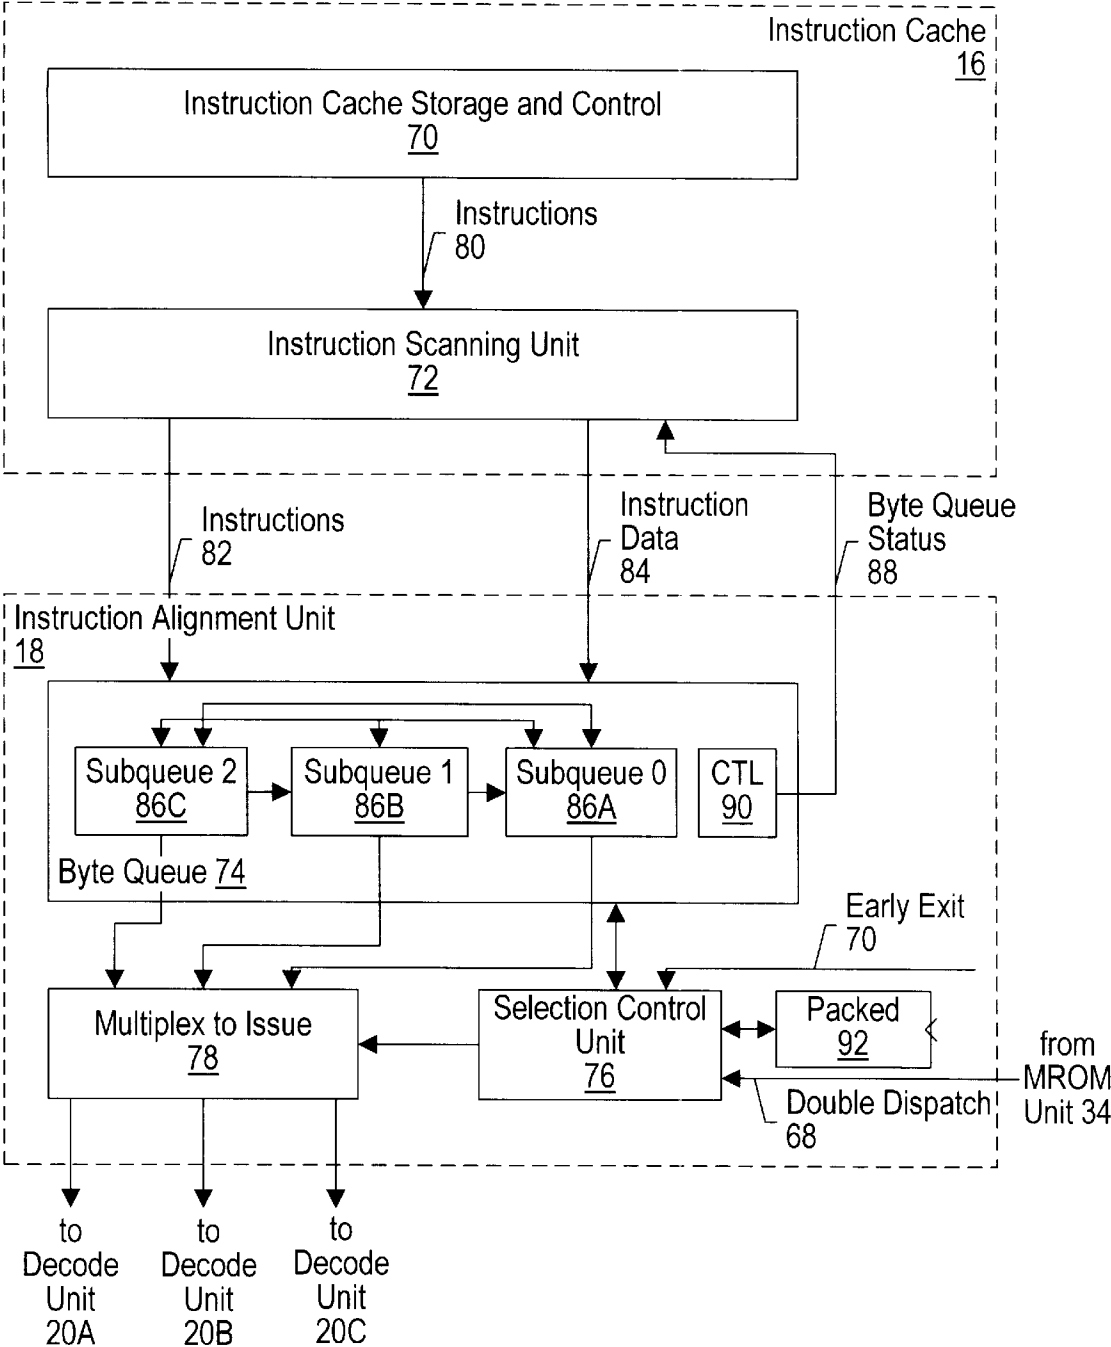 Instruction Cache
16
Instruction Cache Storage and Control
70
Instructions
80
Instruction Scanning Unit
72
Instructions
82
Instruction
Data
84
Byte Queue
Status
88
Instruction Alignment Unit
18
Subqueue 2
86C
Subqueue 1
86B
Subqueue 0
86A
CTL
90
Byte Queue 74
Early Exit
70
Multiplex to Issue
78
Selection Control
Unit
76
Packed
92
from
MROM
Unit 34
Double Dispatch
68
to
Decode
Unit
20A
to
Decode
Unit
20B
to
Decode
Unit
20C